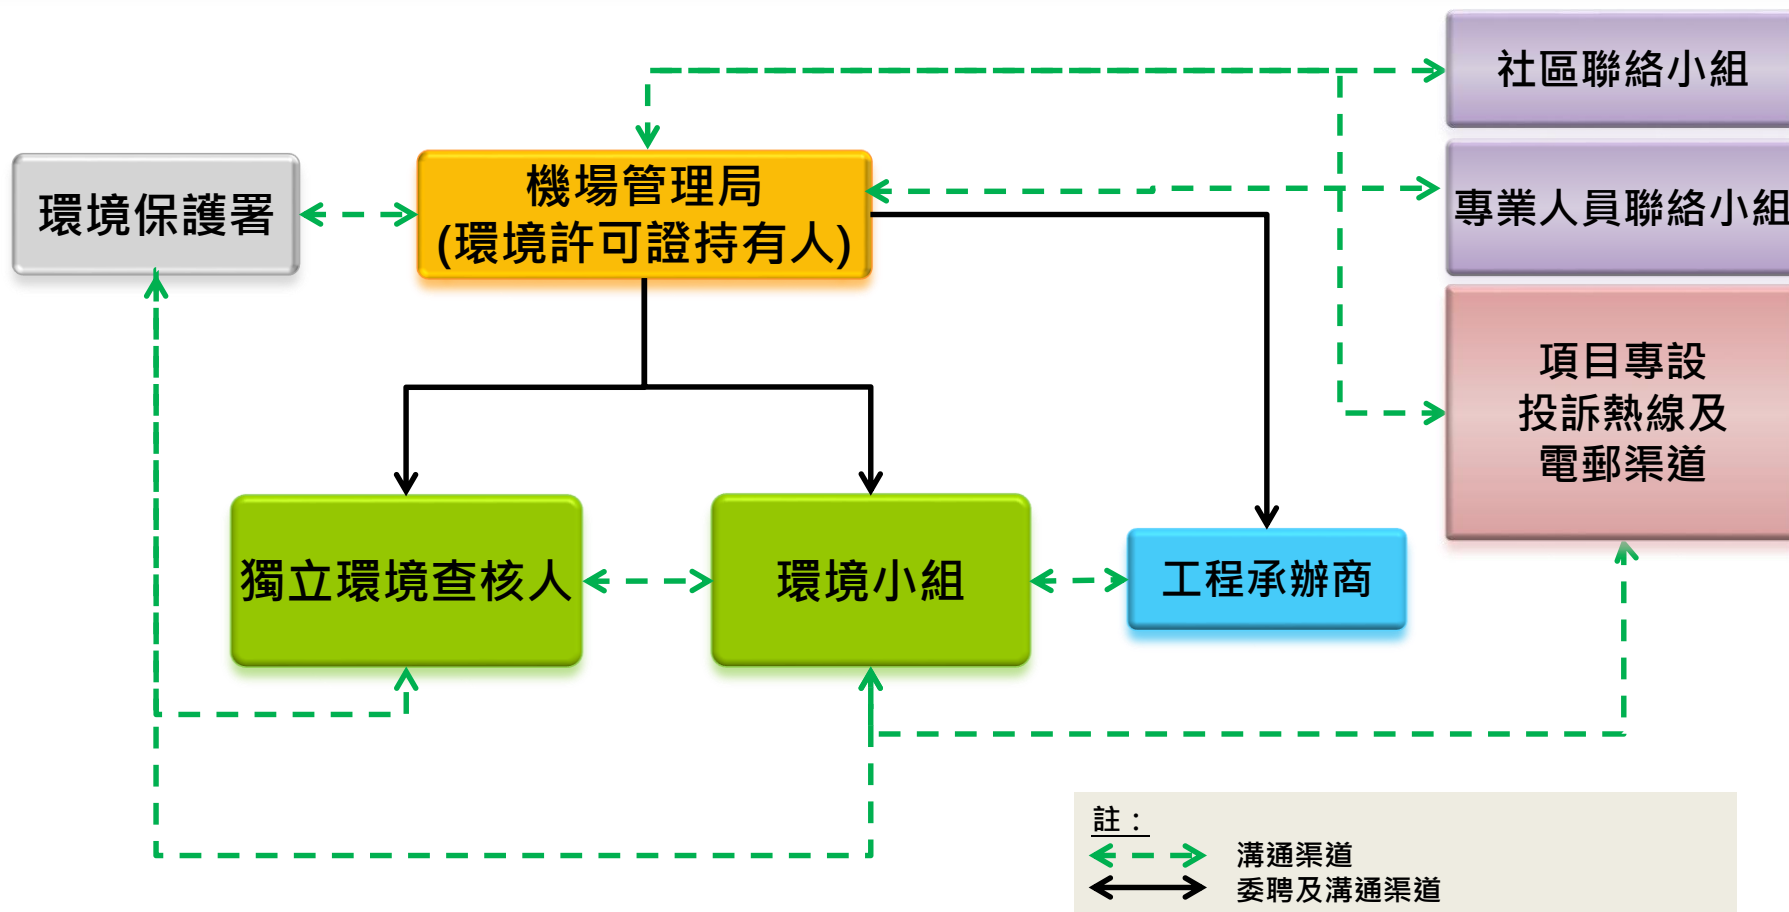 社區聯絡小組
環境保護署
機場管理局
(環境許可證持有人)
專業人員聯絡小組
項目專設
投訴熱線及
電郵渠道
獨立環境查核人
環境小組
工程承辦商
註：
溝通渠道
委聘及溝通渠道